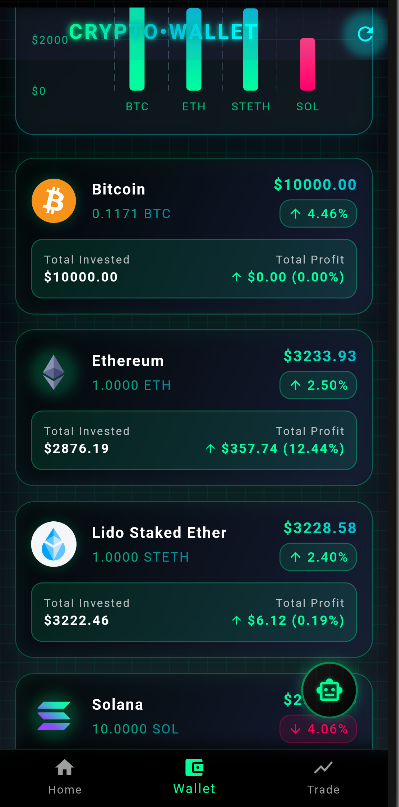 CRYPTO•WALLET
$2000
$0
BTC ETH STETH SOL
Bitcoin $10000.00
0.1171 BTC ↑ 4.46%
Total Invested Total Profit
$10000.00 ↑ $0.00 (0.00%)
Ethereum $3233.93
1.0000 ETH ↑ 2.50%
Total Invested Total Profit
$2876.19 ↑ $357.74 (12.44%)
Lido Staked Ether $3228.58
1.0000 STETH ↑ 2.40%
Total Invested Total Profit
$3222.46 ↑ $6.12 (0.19%)
Solana
10.0000 SOL ↓ 4.06%
Home Wallet Trade